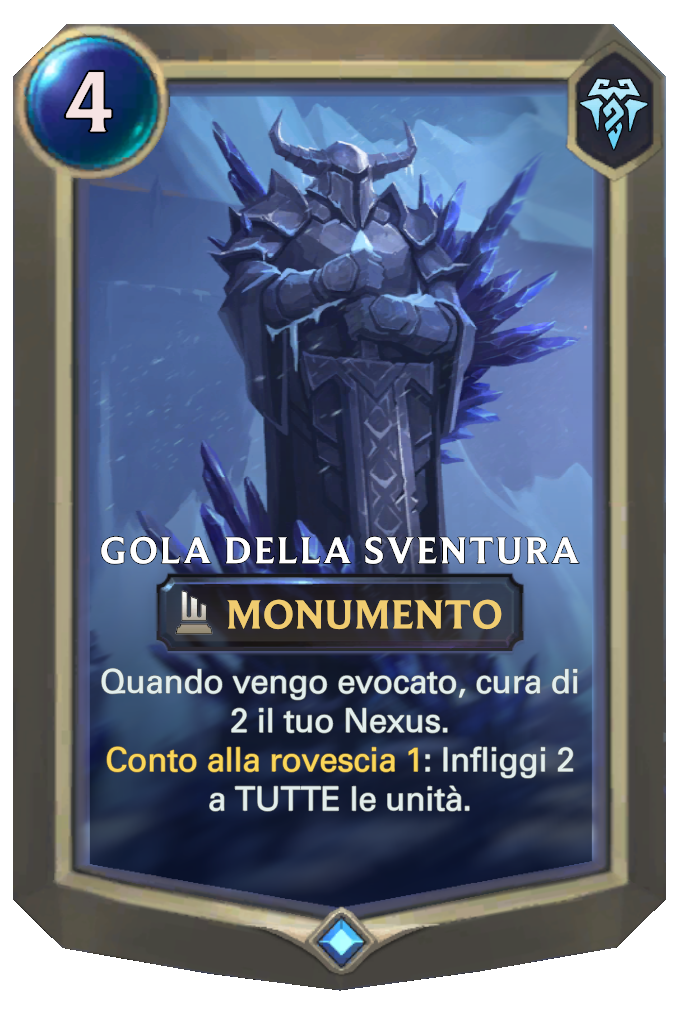 4
GOLA DELLA SVENTURA
MONUMENTO
Quando vengo evocato, cura di
2 il tuo Nexus.
Conto alla rovescia 1: Infliggi 2
a TUTTE le unità.